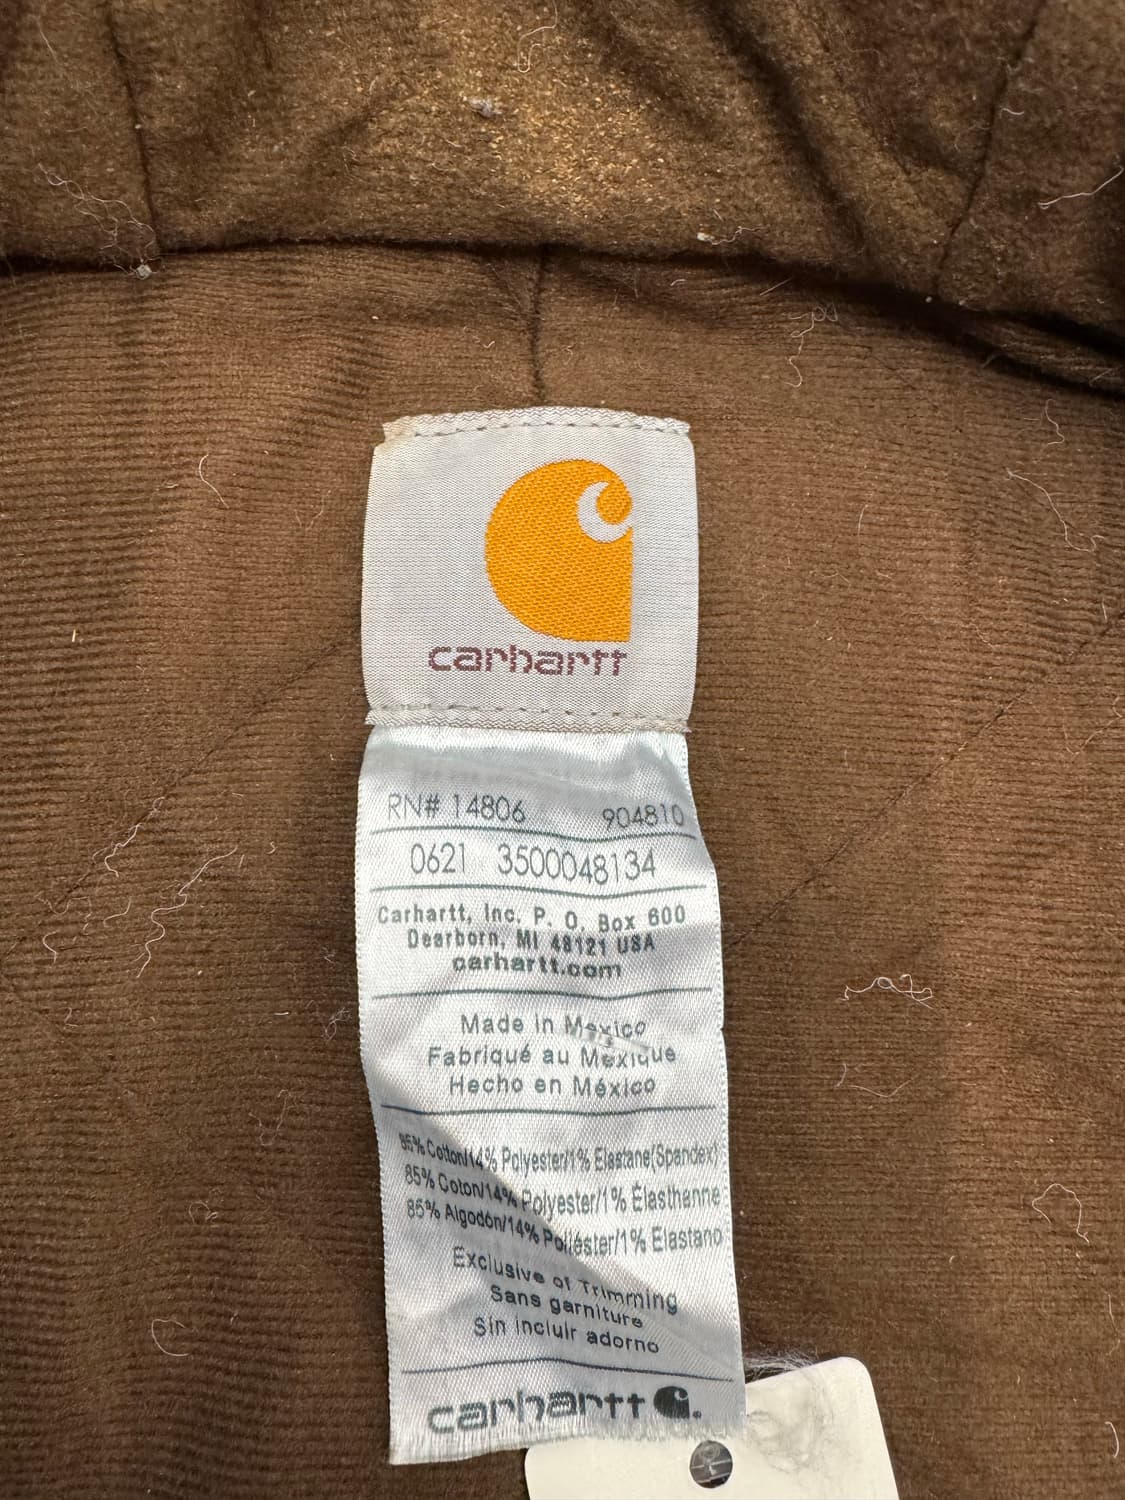 carhartt
RN# 14806 904810
0621 3500048134
Carhartt, Inc. P. O. Box 600
Dearborn, MI 48121 USA
carhartt.com
Made in Mexico
Fabriqué au Mexique
Hecho en México
85% Cotton/14% Polyester/1% Elastane(Spandex)
85% Coton/14% Polyester/1% Élasthanne
85% Algodón/14% Poliéster/1% Elastano
Exclusive of Trimming
Sans garniture
Sin incluir adorno
carhartt